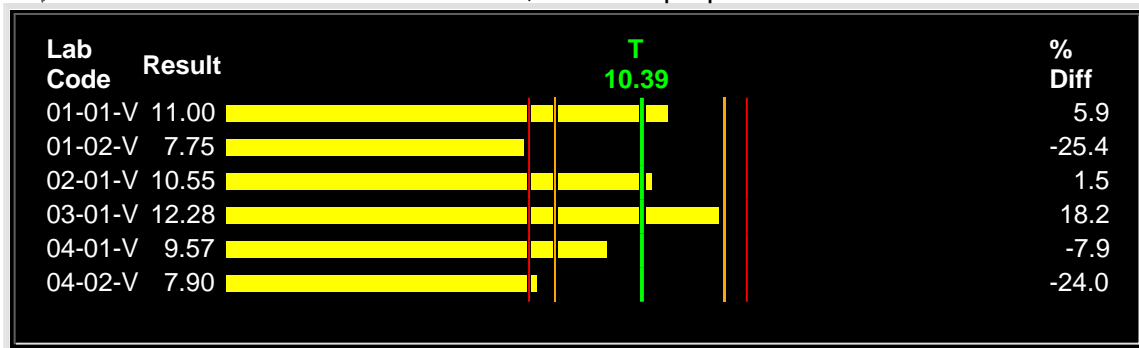 Lab Code Result T 10.39 % Diff
01-01-V 11.00 5.9
01-02-V 7.75 -25.4
02-01-V 10.55 1.5
03-01-V 12.28 18.2
04-01-V 9.57 -7.9
04-02-V 7.90 -24.0